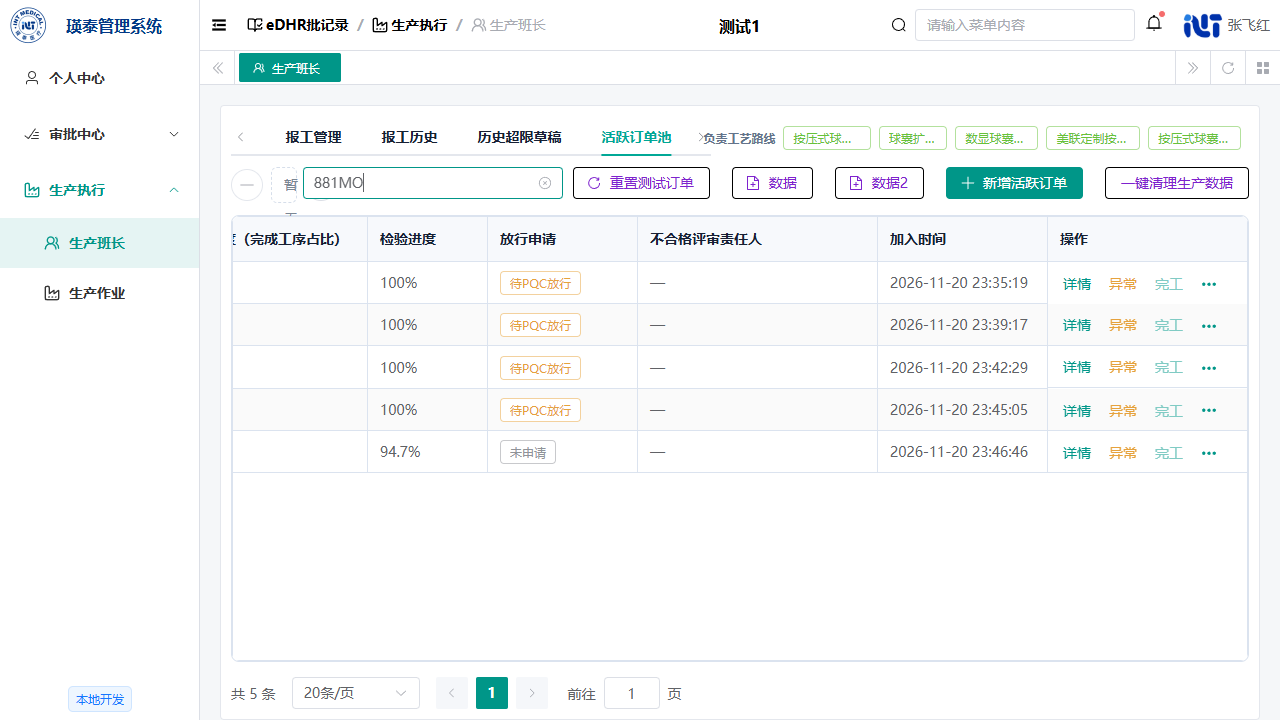 瑛泰管理系统
eDHR批记录 / 生产执行 / 生产班长
测试1
请输入菜单内容
张飞红
个人中心
审批中心
生产执行
生产班长
生产作业
本地开发
生产班长
报工管理
报工历史
历史超限草稿
活跃订单池
负责工艺路线
按压式球...
球囊扩...
数显球囊...
美联定制按...
按压式球囊...
暂
881MO
重置测试订单
数据
数据2
新增活跃订单
一键清理生产数据
度（完成工序占比） 检验进度 放行申请 不合格评审责任人 加入时间 操作
100% 待PQC放行 — 2026-11-20 23:35:19 详情 异常 完工 •••
100% 待PQC放行 — 2026-11-20 23:39:17 详情 异常 完工 •••
100% 待PQC放行 — 2026-11-20 23:42:29 详情 异常 完工 •••
100% 待PQC放行 — 2026-11-20 23:45:05 详情 异常 完工 •••
94.7% 未申请 — 2026-11-20 23:46:46 详情 异常 完工 •••
共 5 条 20条/页 1 前往 1 页